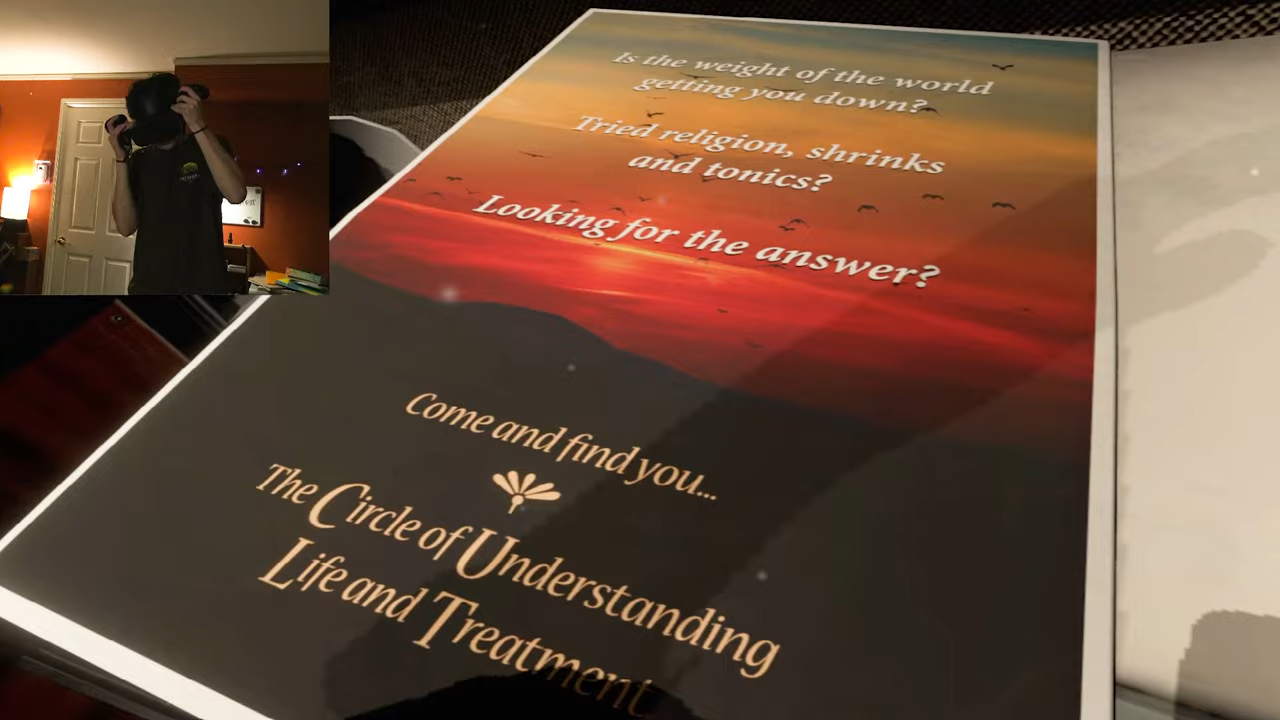 Is the weight of the world
getting you down?
Tried religion, shrinks
and tonics?
Looking for the answer?
Come and find you...
The Circle of Understanding
Life and Treatment